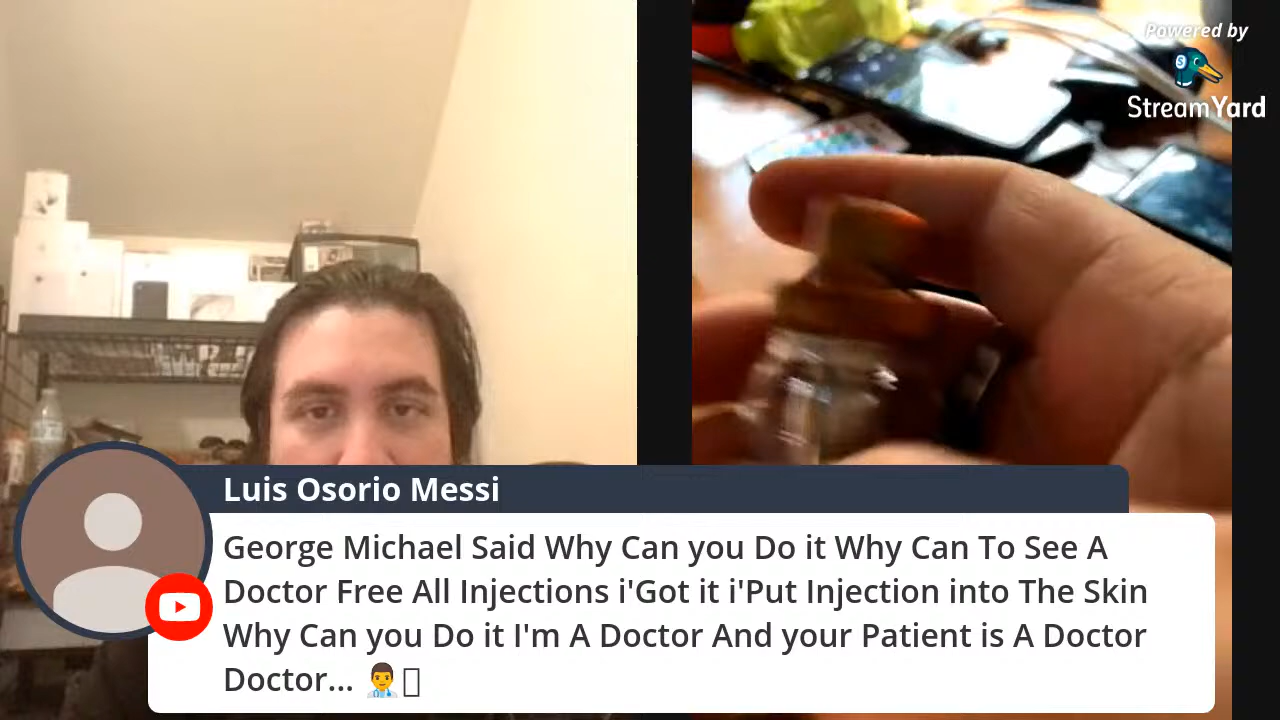 Powered by
StreamYard
Luis Osorio Messi
George Michael Said Why Can you Do it Why Can To See A
Doctor Free All Injections i'Got it i'Put Injection into The Skin
Why Can you Do it I'm A Doctor And your Patient is A Doctor
Doctor... 👨‍⚕️